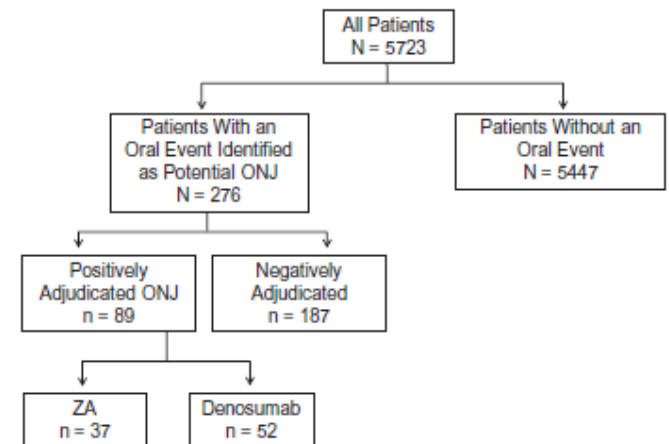 All Patients
N = 5723
Patients With an
Oral Event Identified
as Potential ONJ
N = 276
Patients Without an
Oral Event
N = 5447
Positively
Adjudicated ONJ
n = 89
Negatively
Adjudicated
n = 187
ZA
n = 37
Denosumab
n = 52